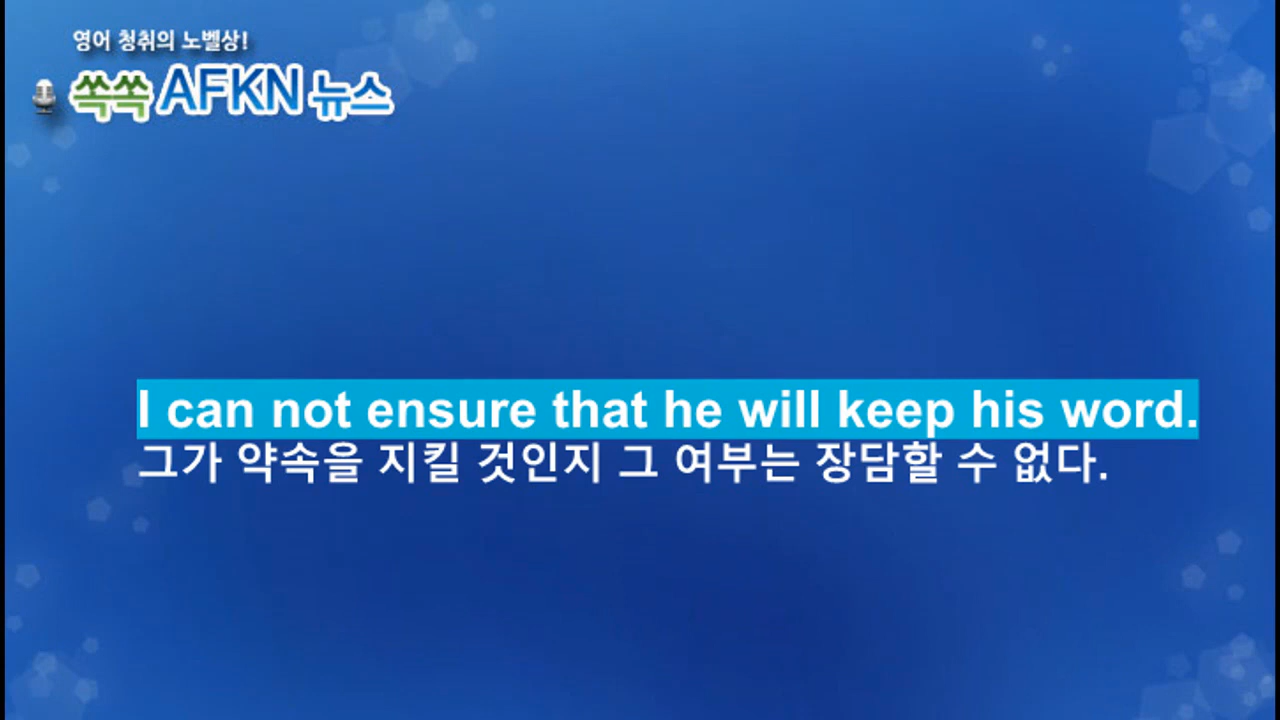 영어 청취의 노벨상!
쏙쏙 AFKN 뉴스
I can not ensure that he will keep his word.
그가 약속을 지킬 것인지 그 여부는 장담할 수 없다.